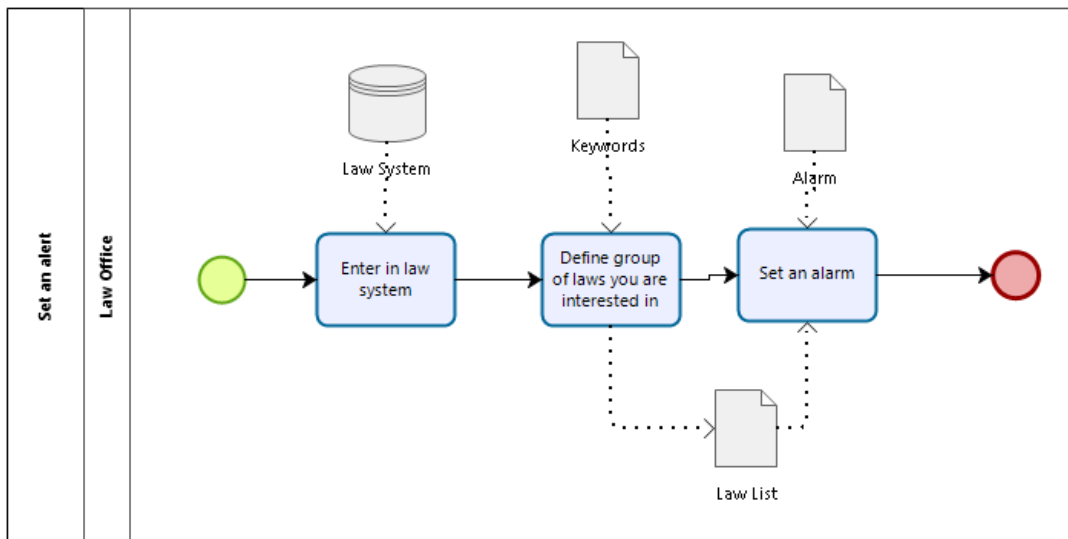 Set an alert
Law Office
Law System
Keywords
Alarm
Enter in law
system
Define group
of laws you are
interested in
Set an alarm
Law List